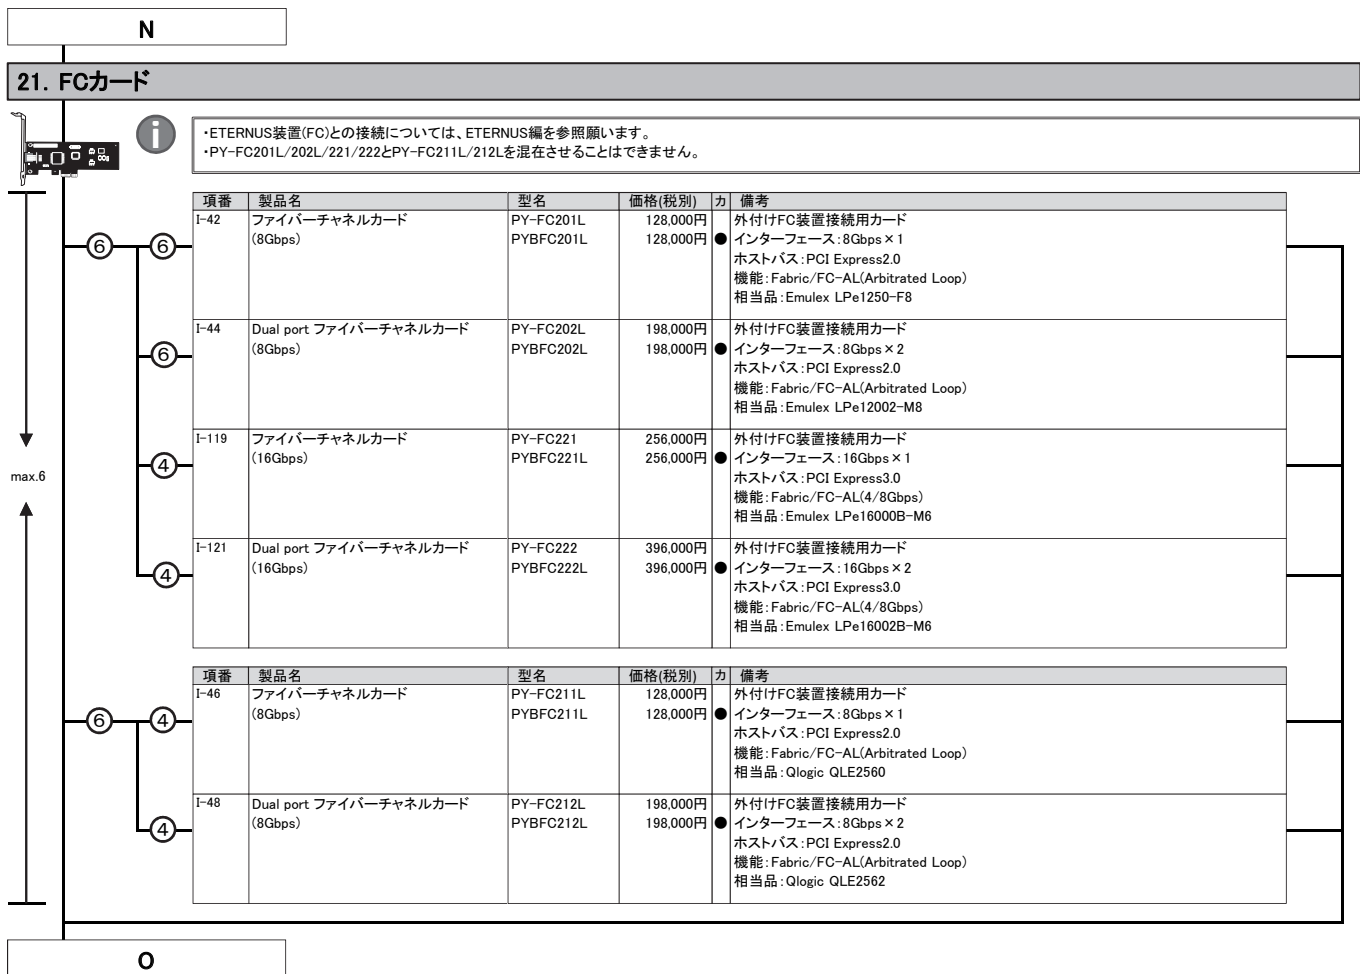 N
21. FCカード
・ETERNUS装置(FC)との接続については、ETERNUS編を参照願います。
・PY-FC201L/202L/221/222とPY-FC211L/212Lを混在させることはできません。
項番 製品名 型名 価格(税別) カ 備考
I-42 ファイバーチャネルカード PY-FC201L 128,000円 外付けFC装置接続用カード
⑥ ⑥ (8Gbps) PYBFC201L 128,000円 ● インターフェース:8Gbps×1
ホストバス:PCI Express2.0
機能:Fabric/FC-AL(Arbitrated Loop)
相当品:Emulex LPe1250-F8
I-44 Dual port ファイバーチャネルカード PY-FC202L 198,000円 外付けFC装置接続用カード
⑥ (8Gbps) PYBFC202L 198,000円 ● インターフェース:8Gbps×2
ホストバス:PCI Express2.0
機能:Fabric/FC-AL(Arbitrated Loop)
相当品:Emulex LPe12002-M8
I-119 ファイバーチャネルカード PY-FC221 256,000円 外付けFC装置接続用カード
④ (16Gbps) PYBFC221L 256,000円 ● インターフェース:16Gbps×1
max.6
ホストバス:PCI Express3.0
機能:Fabric/FC-AL(4/8Gbps)
相当品:Emulex LPe16000B-M6
I-121 Dual port ファイバーチャネルカード PY-FC222 396,000円 外付けFC装置接続用カード
④ (16Gbps) PYBFC222L 396,000円 ● インターフェース:16Gbps×2
ホストバス:PCI Express3.0
機能:Fabric/FC-AL(4/8Gbps)
相当品:Emulex LPe16002B-M6
項番 製品名 型名 価格(税別) カ 備考
I-46 ファイバーチャネルカード PY-FC211L 128,000円 外付けFC装置接続用カード
⑥ ④ (8Gbps) PYBFC211L 128,000円 ● インターフェース:8Gbps×1
ホストバス:PCI Express2.0
機能:Fabric/FC-AL(Arbitrated Loop)
相当品:Qlogic QLE2560
I-48 Dual port ファイバーチャネルカード PY-FC212L 198,000円 外付けFC装置接続用カード
④ (8Gbps) PYBFC212L 198,000円 ● インターフェース:8Gbps×2
ホストバス:PCI Express2.0
機能:Fabric/FC-AL(Arbitrated Loop)
相当品:Qlogic QLE2562
O